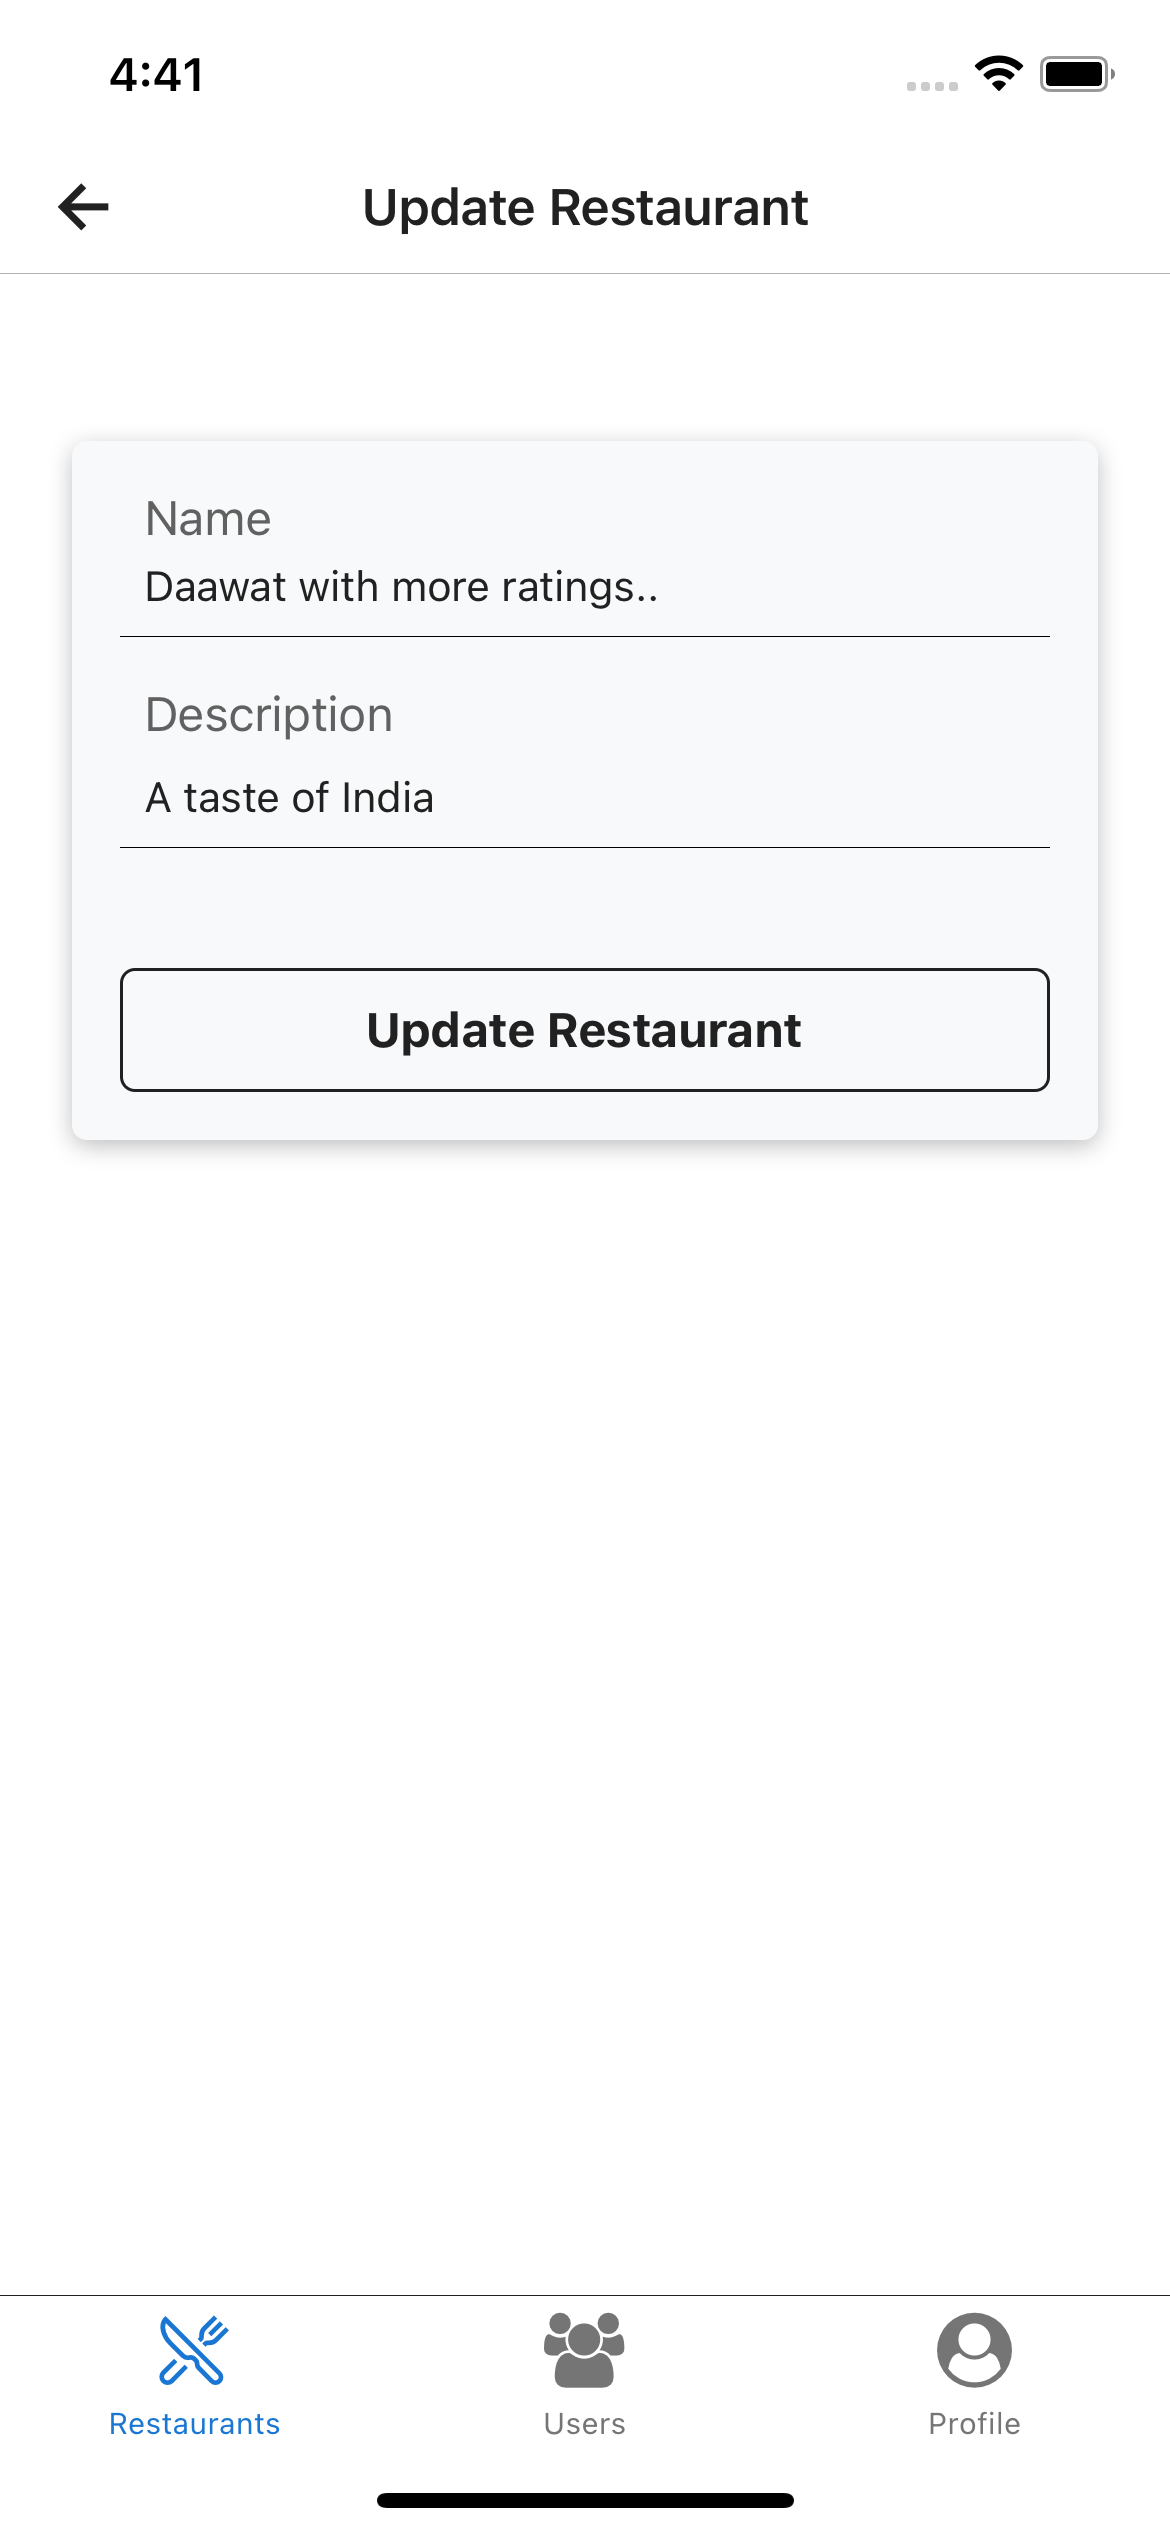 4:41
Update Restaurant
Name
Daawat with more ratings..
Description
A taste of India
Update Restaurant
Restaurants
Users
Profile